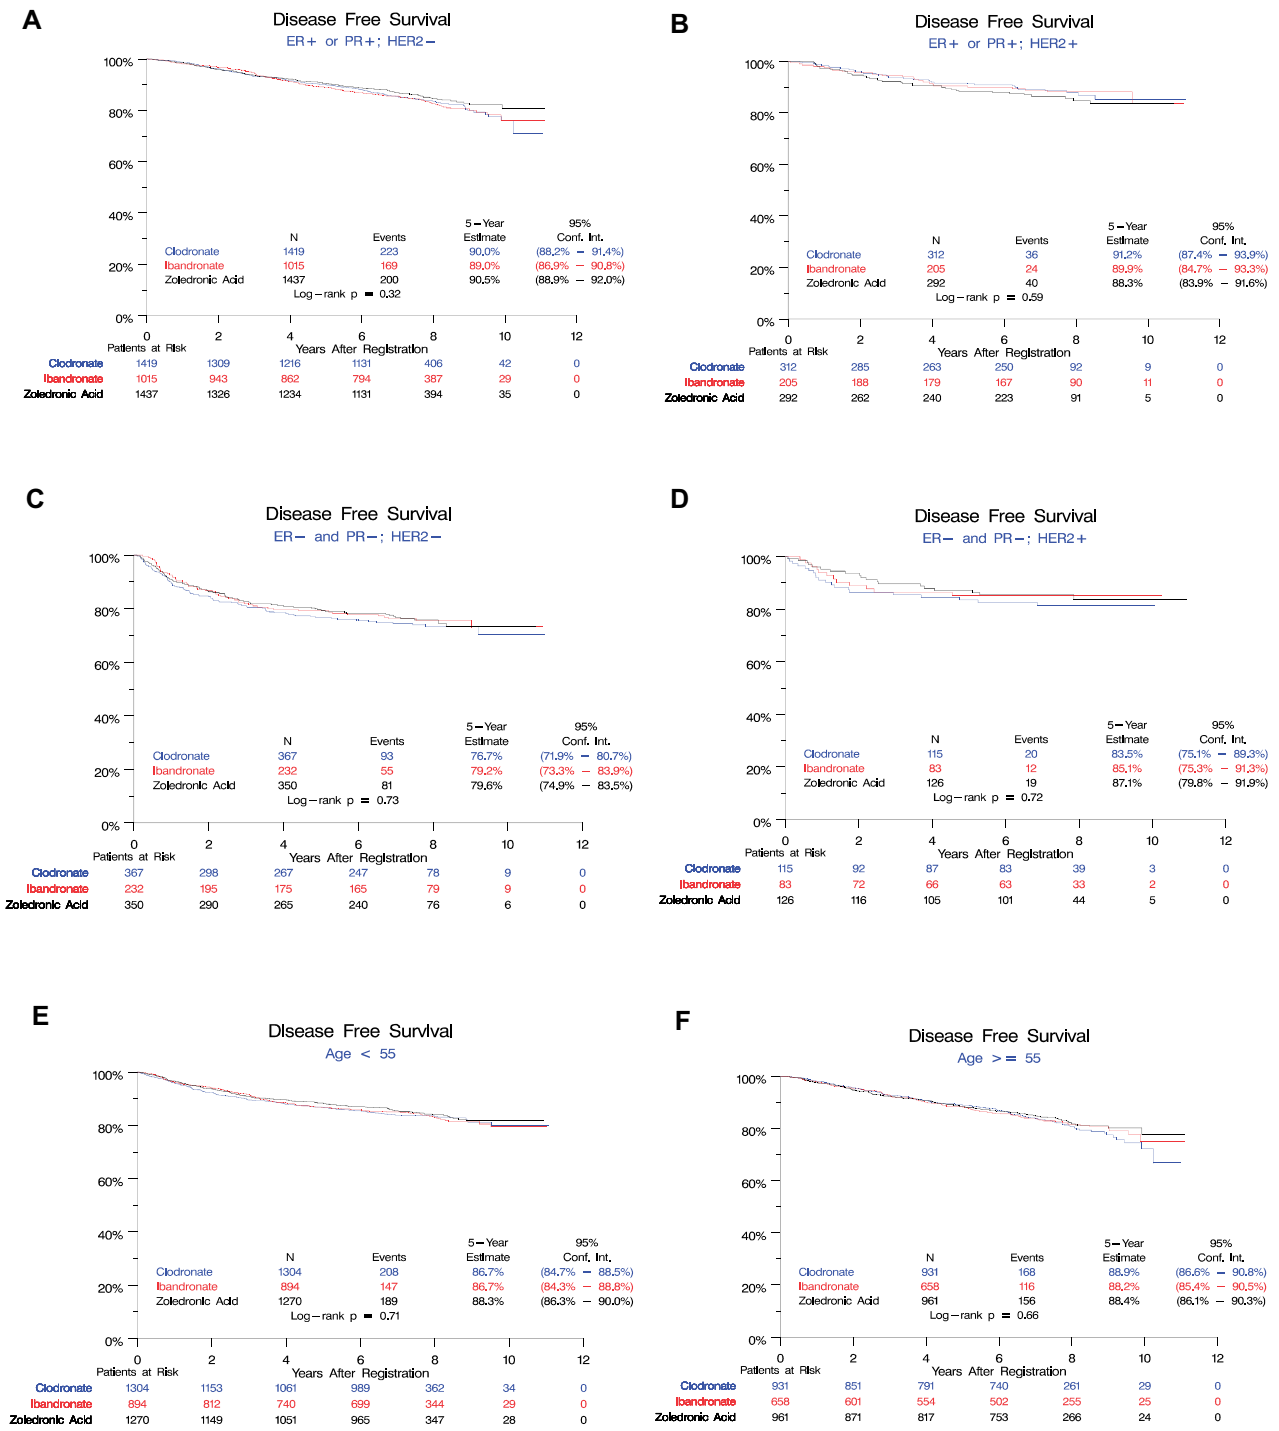 A
Disease Free Survival
ER+ or PR+; HER2−
100%
80%
60%
40%
20%
0%
5−Year 95%
N Events Estimate Conf. Int.
Clodronate 1419 223 90.0% (88.2% − 91.4%)
Ibandronate 1015 169 89.0% (86.9% − 90.8%)
Zoledronic Acid 1437 200 90.5% (88.9% − 92.0%)
Log−rank p = 0.32
0 2 4 6 8 10 12
Patients at Risk Years After Registration
Clodronate 1419 1309 1216 1131 406 42 0
Ibandronate 1015 943 862 794 387 29 0
Zoledronic Acid 1437 1326 1234 1131 394 35 0
B
Disease Free Survival
ER+ or PR+; HER2+
100%
80%
60%
40%
20%
0%
5−Year 95%
N Events Estimate Conf. Int.
Clodronate 312 36 91.2% (87.4% − 93.9%)
Ibandronate 205 24 89.9% (84.7% − 93.3%)
Zoledronic Acid 292 40 88.3% (83.9% − 91.6%)
Log−rank p = 0.59
0 2 4 6 8 10 12
Patients at Risk Years After Registration
Clodronate 312 285 263 250 92 9 0
Ibandronate 205 188 179 167 90 11 0
Zoledronic Acid 292 262 240 223 91 5 0
C
Disease Free Survival
ER− and PR−; HER2−
100%
80%
60%
40%
20%
0%
5−Year 95%
N Events Estimate Conf. Int.
Clodronate 367 93 76.7% (71.9% − 80.7%)
Ibandronate 232 55 79.2% (73.3% − 83.9%)
Zoledronic Acid 350 81 79.6% (74.9% − 83.5%)
Log−rank p = 0.73
0 2 4 6 8 10 12
Patients at Risk Years After Registration
Clodronate 367 298 267 247 78 9 0
Ibandronate 232 195 175 165 79 9 0
Zoledronic Acid 350 290 265 240 76 6 0
D
Disease Free Survival
ER− and PR−; HER2+
100%
80%
60%
40%
20%
0%
5−Year 95%
N Events Estimate Conf. Int.
Clodronate 115 20 83.5% (75.1% − 89.3%)
Ibandronate 83 12 85.1% (75.3% − 91.3%)
Zoledronic Acid 126 19 87.1% (79.8% − 91.9%)
Log−rank p = 0.72
0 2 4 6 8 10 12
Patients at Risk Years After Registration
Clodronate 115 92 87 83 39 3 0
Ibandronate 83 72 66 63 33 2 0
Zoledronic Acid 126 116 105 101 44 5 0
E
Disease Free Survival
Age < 55
100%
80%
60%
40%
20%
0%
5−Year 95%
N Events Estimate Conf. Int.
Clodronate 1304 208 86.7% (84.7% − 88.5%)
Ibandronate 894 147 86.7% (84.3% − 88.8%)
Zoledronic Acid 1270 189 88.3% (86.3% − 90.0%)
Log−rank p = 0.71
0 2 4 6 8 10 12
Patients at Risk Years After Registration
Clodronate 1304 1153 1061 989 362 34 0
Ibandronate 894 812 740 699 344 29 0
Zoledronic Acid 1270 1149 1051 965 347 28 0
F
Disease Free Survival
Age >= 55
100%
80%
60%
40%
20%
0%
5−Year 95%
N Events Estimate Conf. Int.
Clodronate 931 168 88.9% (86.6% − 90.8%)
Ibandronate 658 116 88.2% (85.4% − 90.5%)
Zoledronic Acid 961 156 88.4% (86.1% − 90.3%)
Log−rank p = 0.66
0 2 4 6 8 10 12
Patients at Risk Years After Registration
Clodronate 931 851 791 740 261 29 0
Ibandronate 658 601 554 502 255 25 0
Zoledronic Acid 961 871 817 753 266 24 0